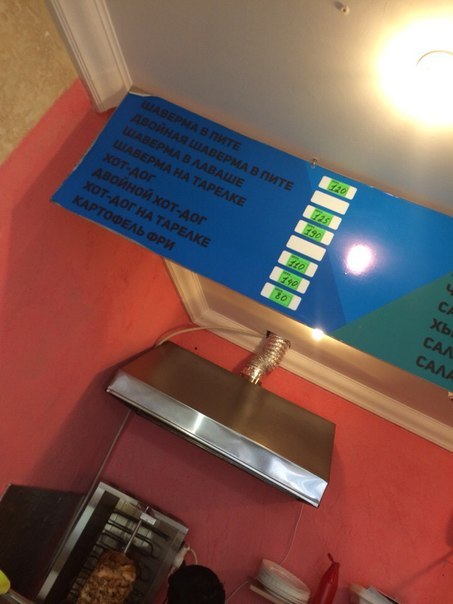 ШАВЕРМА В ПИТЕ 120
ДВОЙНАЯ ШАВЕРМА В ПИТЕ
ШАВЕРМА В ЛАВАШЕ 125
ШАВЕРМА НА ТАРЕЛКЕ 190
ХОТ-ДОГ
ДВОЙНОЙ ХОТ-ДОГ 110
ХОТ-ДОГ НА ТАРЕЛКЕ 140
КАРТОФЕЛЬ ФРИ 80